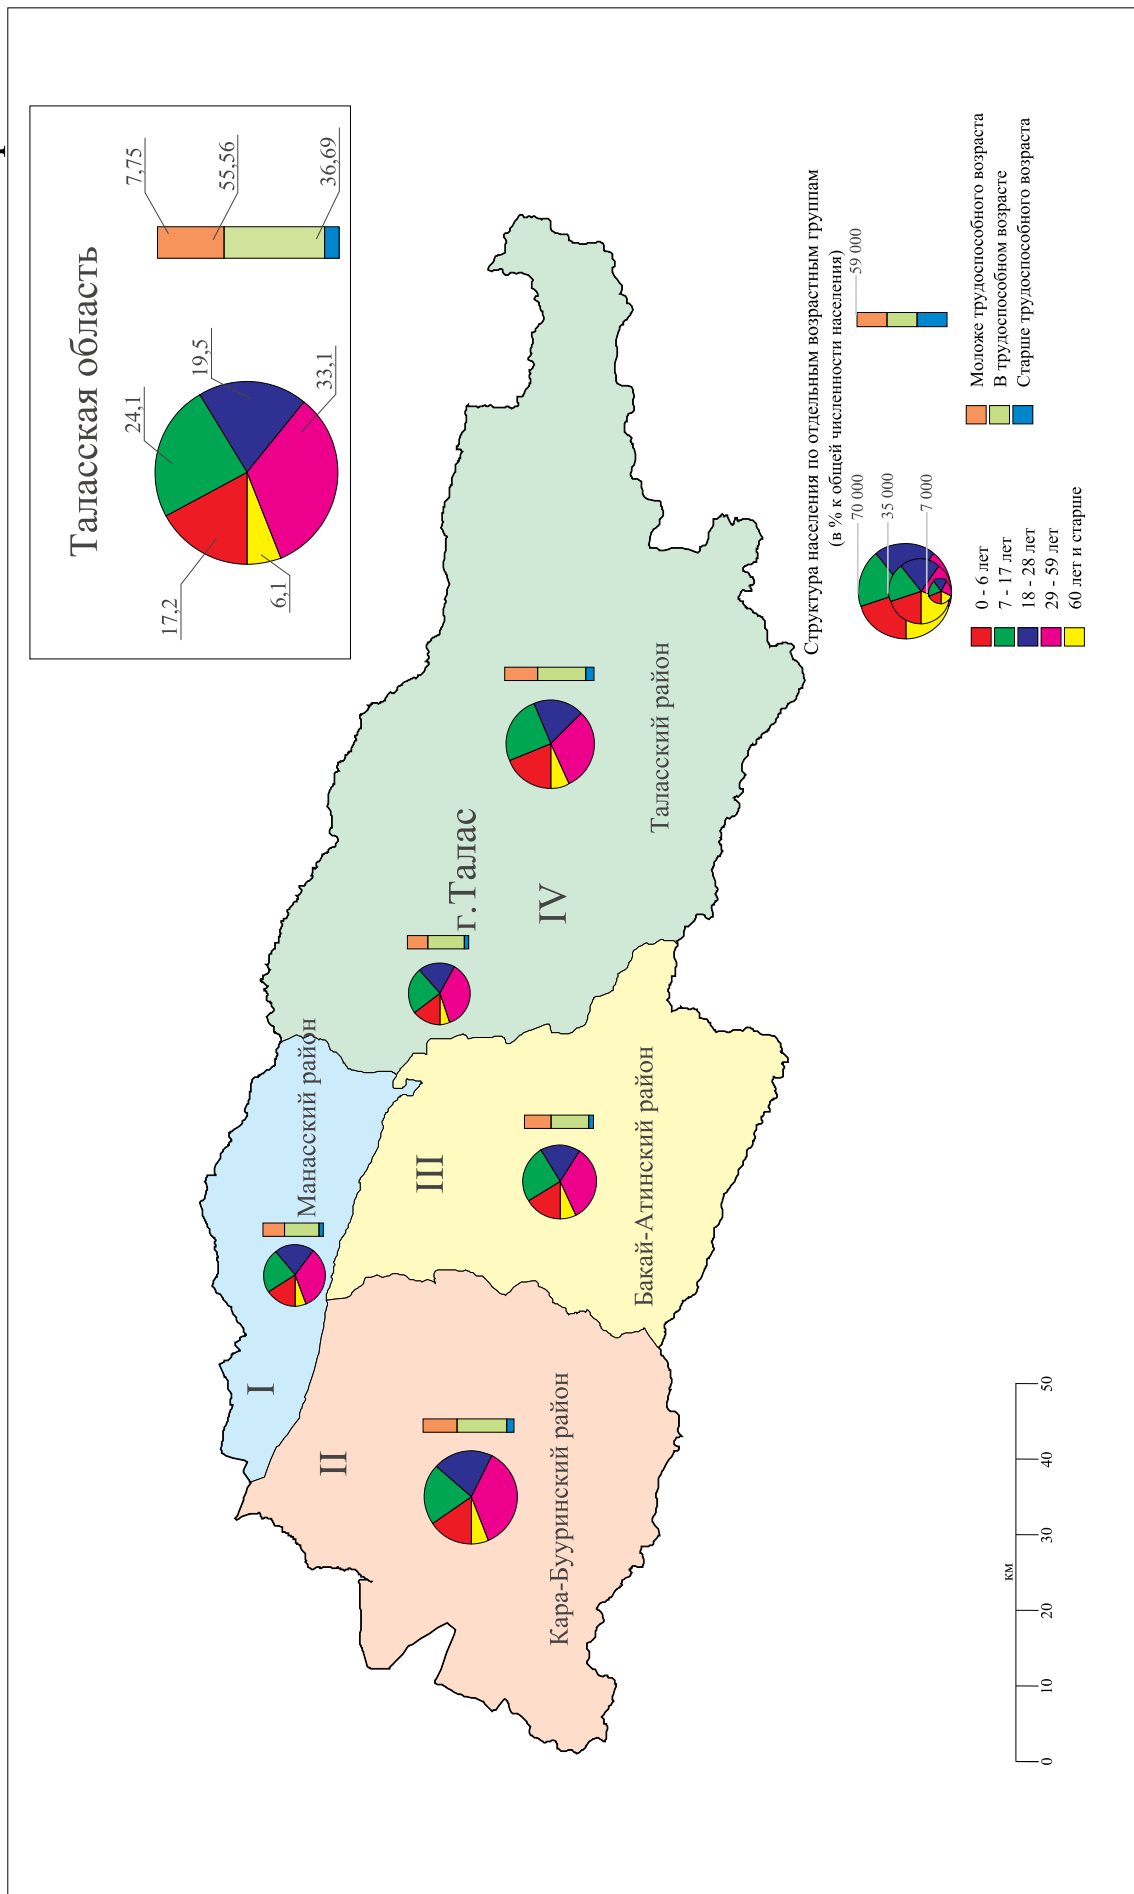 Таласская область
24,1
19,5
33,1
17,2
6,1
7,75
55,56
36,69
I
Манасский район
II
Кара-Бууринский район
III
Бакай-Атинский район
г.Талас
IV
Таласский район
Структура населения по отдельным возрастным группам
(в % к общей численности населения)
70 000
35 000
7 000
59 000
0 - 6 лет
7 - 17 лет
18 - 28 лет
29 - 59 лет
60 лет и старше
Моложе трудоспособного возраста
В трудоспособном возрасте
Старше трудоспособного возраста
км
0 10 20 30 40 50